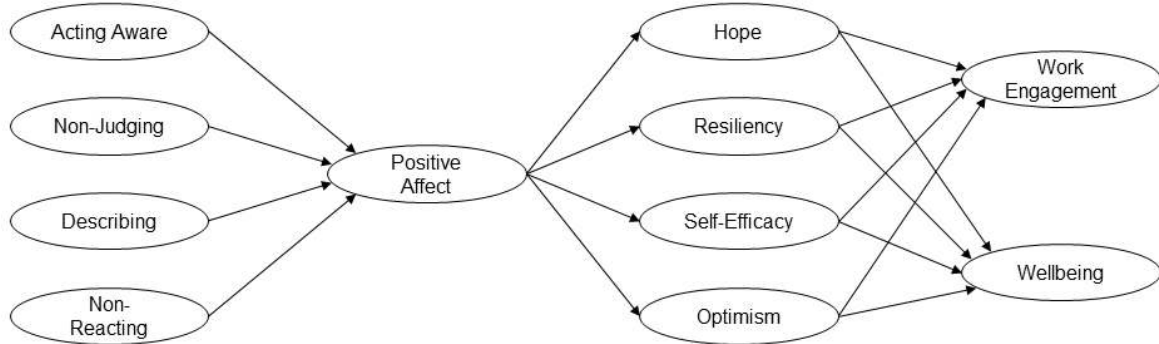 Acting Aware
Non-Judging
Describing
Non-
Reacting
Positive
Affect
Hope
Resiliency
Self-Efficacy
Optimism
Work
Engagement
Wellbeing